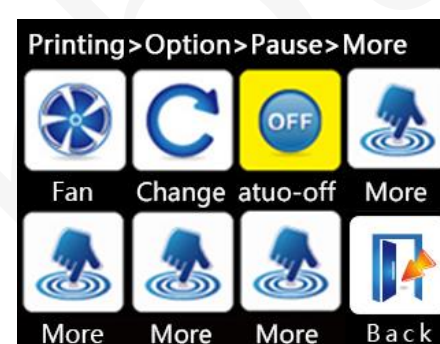 Printing>Option>Pause>More
OFF
Fan Change atuo-off More
More More More Back